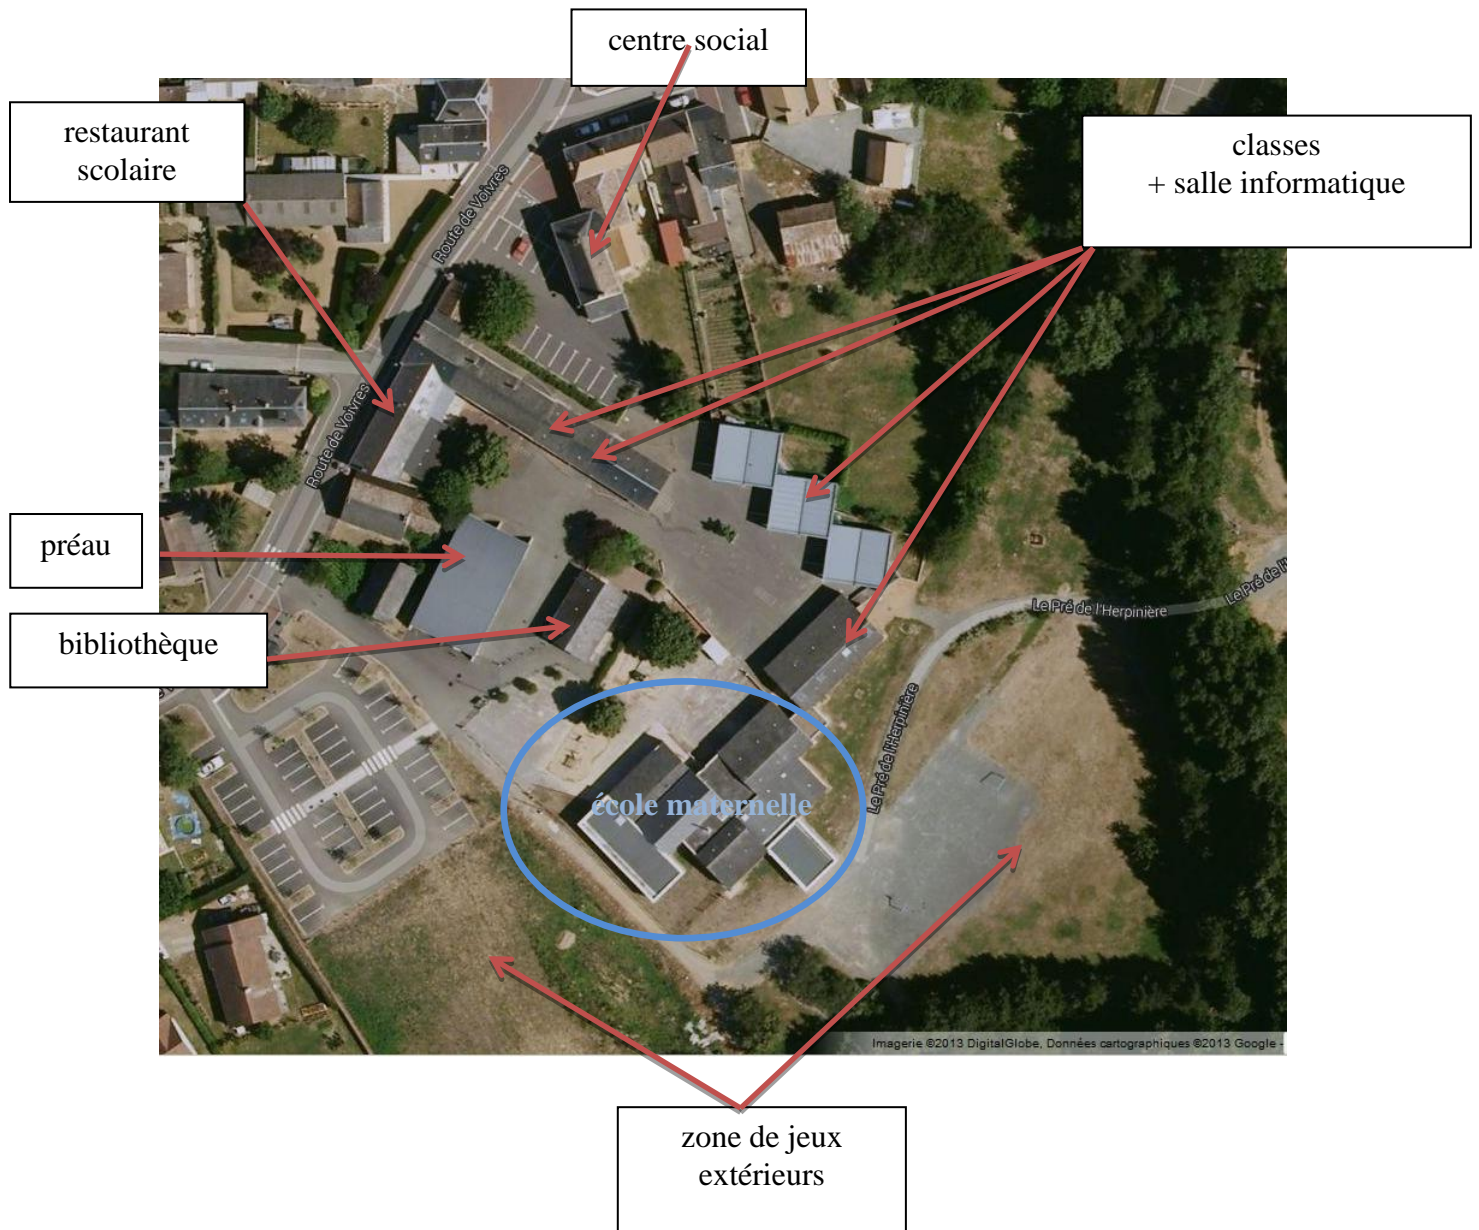 centre social
restaurant
scolaire
classes
+ salle informatique
Route de Voivres
Route de Voivres
préau
Le Pré de l'Herpinière
Le Pré de l'
bibliothèque
Le Pré de l'Herpinière
école maternelle
Imagerie ©2013 DigitalGlobe, Données cartographiques ©2013 Google -
zone de jeux
extérieurs